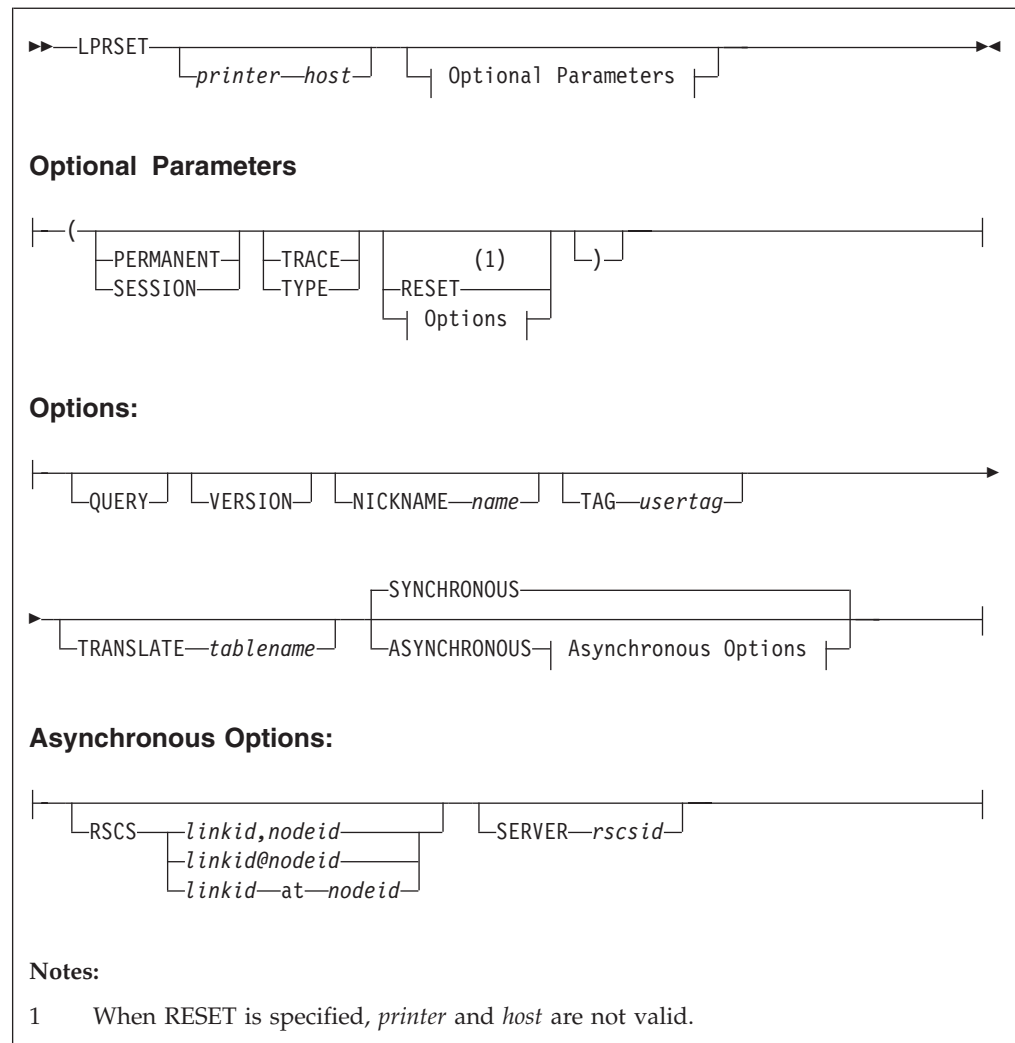 LPRSET
printer host
Optional Parameters
Optional Parameters
(
PERMANENT TRACE (1) )
SESSION TYPE RESET
Options
Options:
QUERY VERSION NICKNAME name TAG usertag
SYNCHRONOUS
TRANSLATE tablename ASYNCHRONOUS Asynchronous Options
Asynchronous Options:
RSCS linkid,nodeid SERVER rscsid
linkid@nodeid
linkid at nodeid
Notes:
1 When RESET is specified, printer and host are not valid.